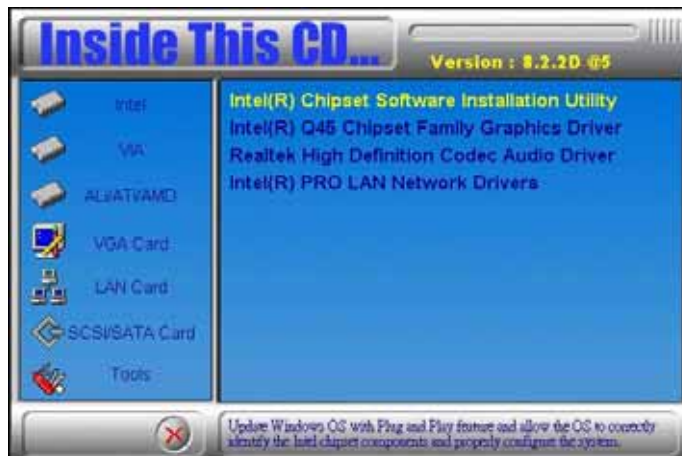 Inside This CD...
Version : 8.2.2D @5
Intel
VIA
ALi/ATI/AMD
VGA Card
LAN Card
SCSI/SATA Card
Tools
Intel(R) Chipset Software Installation Utility
Intel(R) Q45 Chipset Family Graphics Driver
Realtek High Definition Codec Audio Driver
Intel(R) PRO LAN Network Drivers
Update Windows OS with Plug and Play feature and allow the OS to correctly
identify the Intel chipset components and properly configure the system.